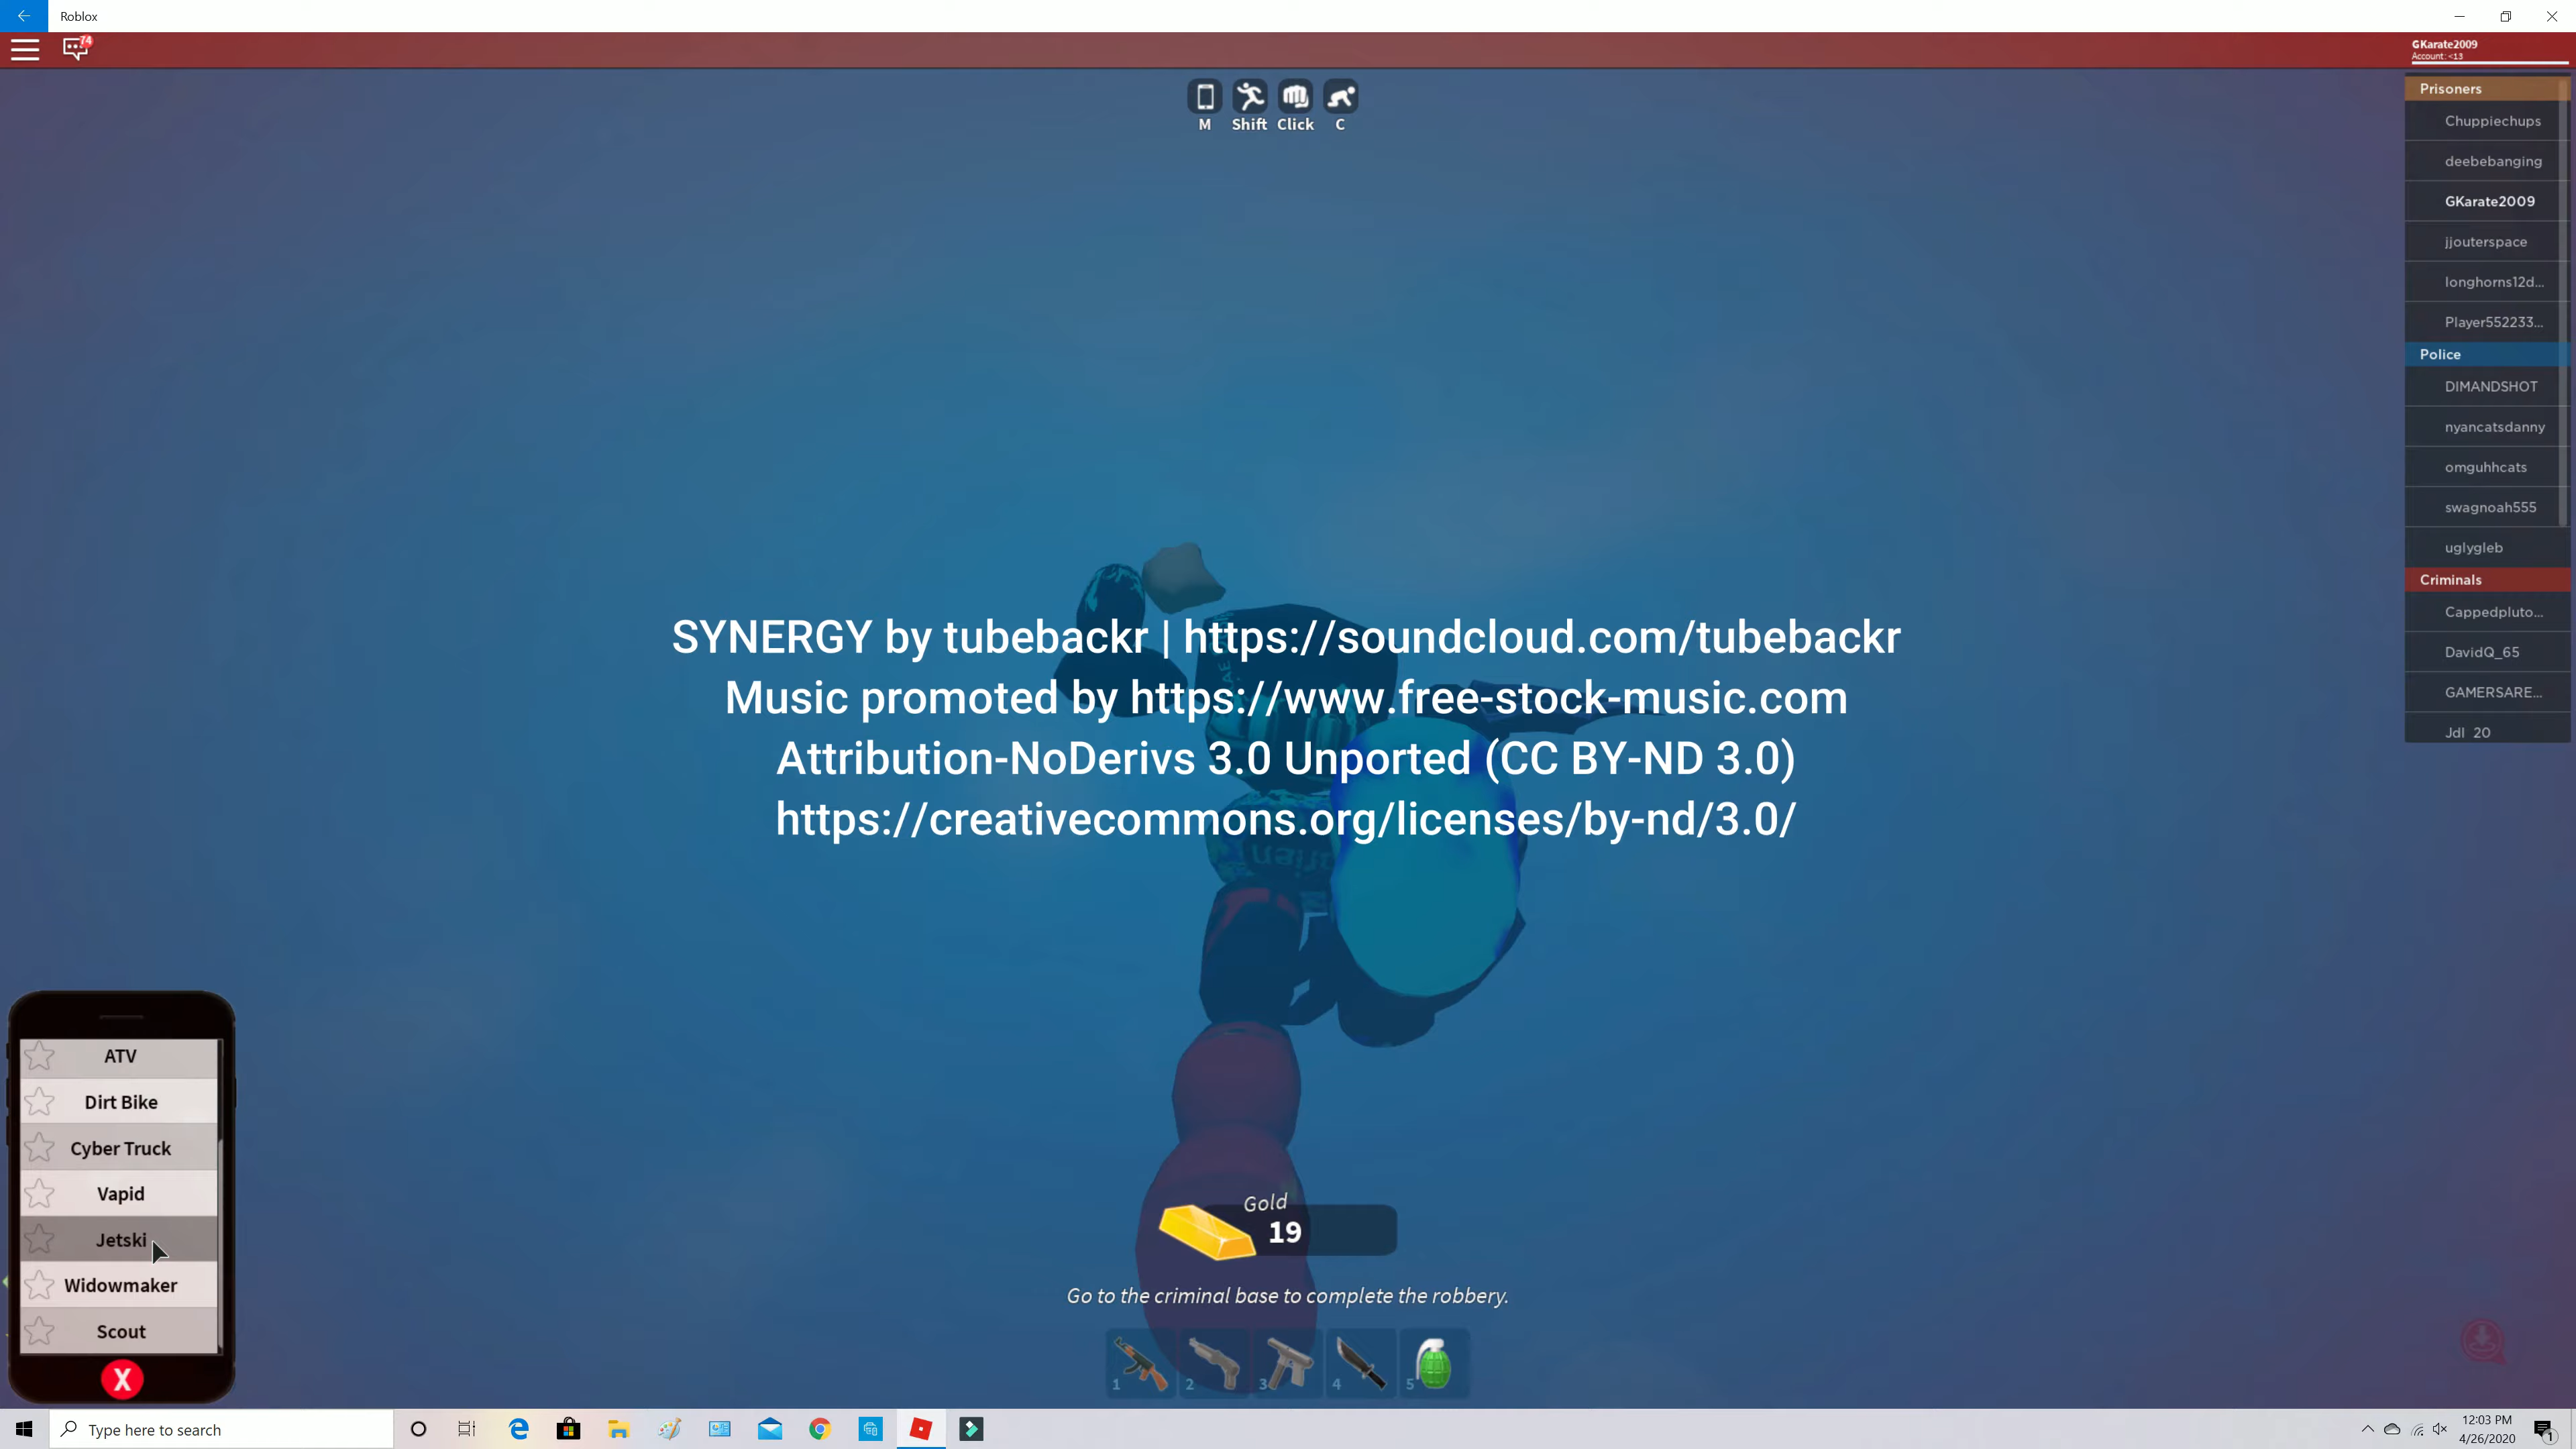 Roblox
74
GKarate2009
Account: <13
M Shift Click C
Prisoners
Chuppiechups
deebebanging
GKarate2009
jjouterspace
longhorns12d...
Player552233...
Police
DIMANDSHOT
nyancatsdanny
omguhhcats
swagnoah555
uglygleb
Criminals
Cappedpluto...
DavidQ_65
GAMERSARE...
Jdl_20
SYNERGY by tubebackr | https://soundcloud.com/tubebackr
Music promoted by https://www.free-stock-music.com
Attribution-NoDerivs 3.0 Unported (CC BY-ND 3.0)
https://creativecommons.org/licenses/by-nd/3.0/
ATV
Dirt Bike
Cyber Truck
Vapid
Jetski
Widowmaker
Scout
X
Gold
19
Go to the criminal base to complete the robbery.
1 2 3 4 5
Type here to search
12:03 PM
4/26/2020
1